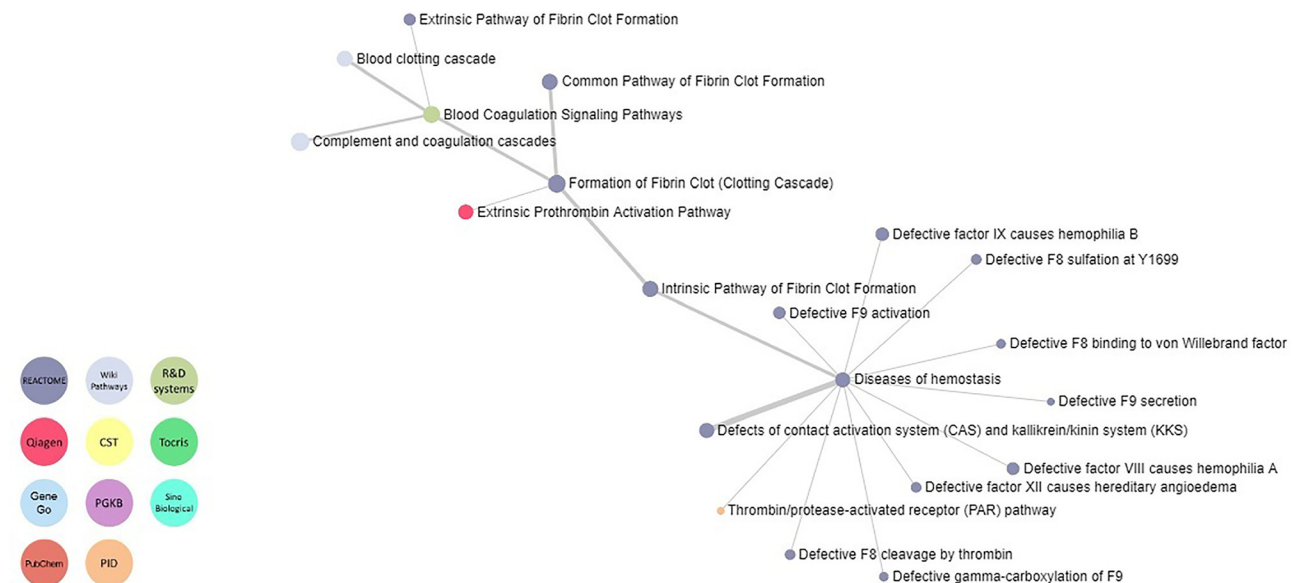 Extrinsic Pathway of Fibrin Clot Formation
Blood clotting cascade
Common Pathway of Fibrin Clot Formation
Blood Coagulation Signaling Pathways
Complement and coagulation cascades
Formation of Fibrin Clot (Clotting Cascade)
Extrinsic Prothrombin Activation Pathway
Defective factor IX causes hemophilia B
Defective F8 sulfation at Y1699
Intrinsic Pathway of Fibrin Clot Formation
Defective F9 activation
Defective F8 binding to von Willebrand factor
Diseases of hemostasis
Defective F9 secretion
Defects of contact activation system (CAS) and kallikrein/kinin system (KKS)
Defective factor VIII causes hemophilia A
Defective factor XII causes hereditary angioedema
Thrombin/protease-activated receptor (PAR) pathway
Defective F8 cleavage by thrombin
Defective gamma-carboxylation of F9
REACTOME
Wiki
Pathways
R&D
systems
Qiagen
CST
Tocris
Gene
Go
PGKB
Sino
Biological
PubChem
PID